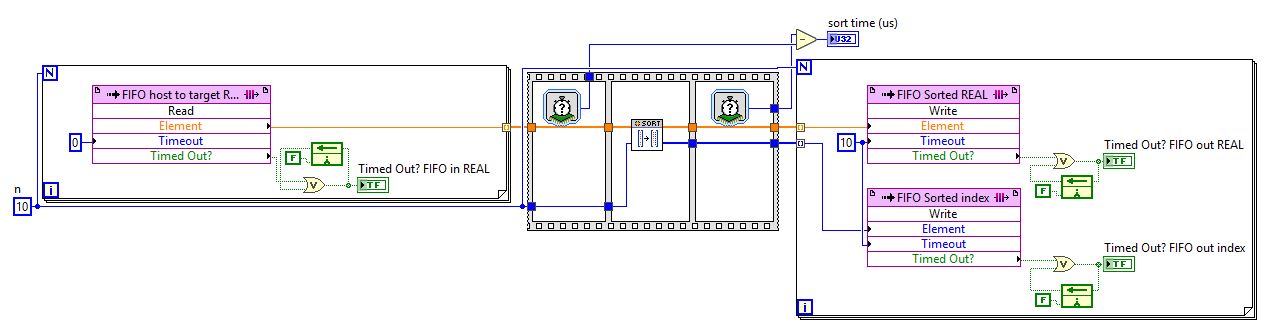 sort time (us)
U32
N
FIFO host to target R...
Read
Element
0
Timeout
Timed Out?
F
Timed Out? FIFO in REAL
V
TF
i
n
10
?
SORT
?
N
FIFO Sorted REAL
Write
Element
10
Timeout
Timed Out?
Timed Out? FIFO out REAL
V
TF
F
FIFO Sorted index
Write
Element
Timeout
Timed Out?
Timed Out? FIFO out index
V
TF
F
i